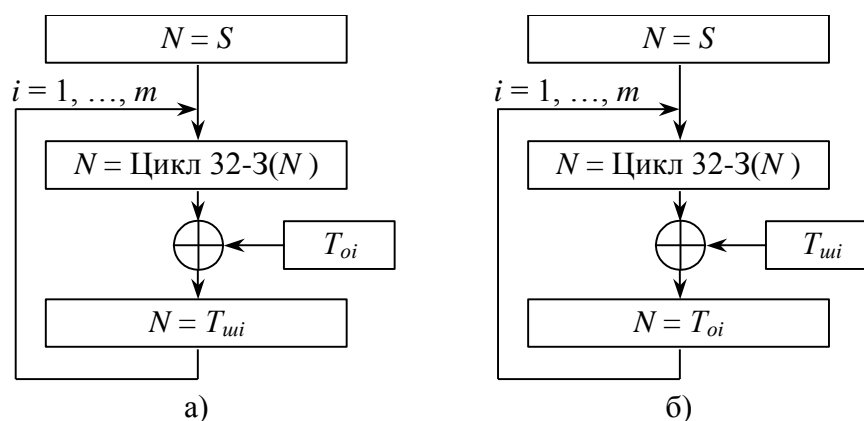 N = S
i = 1, …, m
N = Цикл 32-З(N )
Tоi
N = Tшi
а)
N = S
i = 1, …, m
N = Цикл 32-З(N )
Tшi
N = Tоi
б)